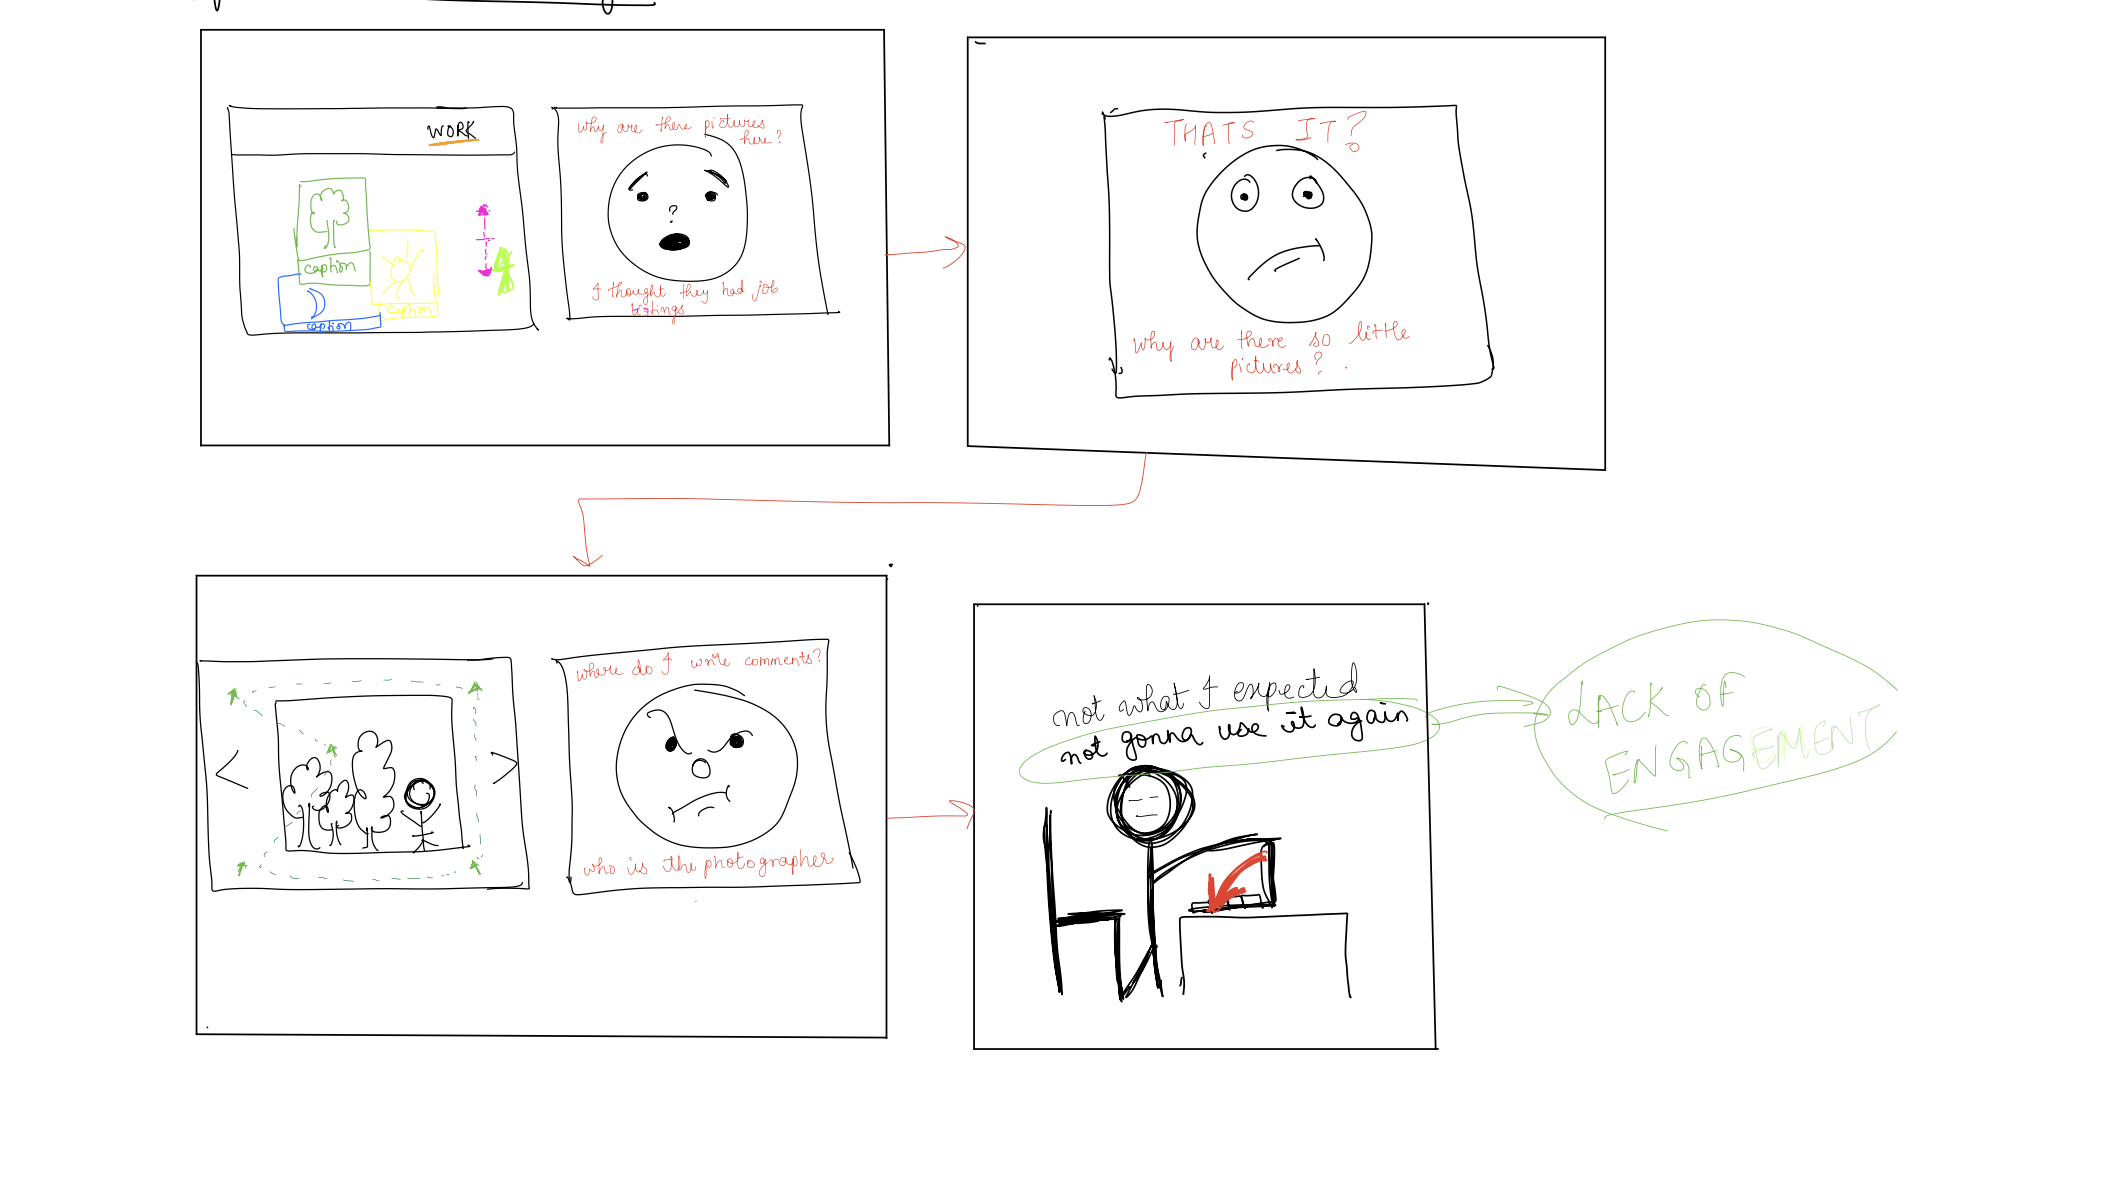 WORK
why are there pictures
here?
?
caption
caption
caption
I thought they had job
listings
THATS IT?
why are there so little
pictures?
where do I write comments?
who is the photographer
not what I expected
not gonna use it again
LACK OF
ENGAGEMENT